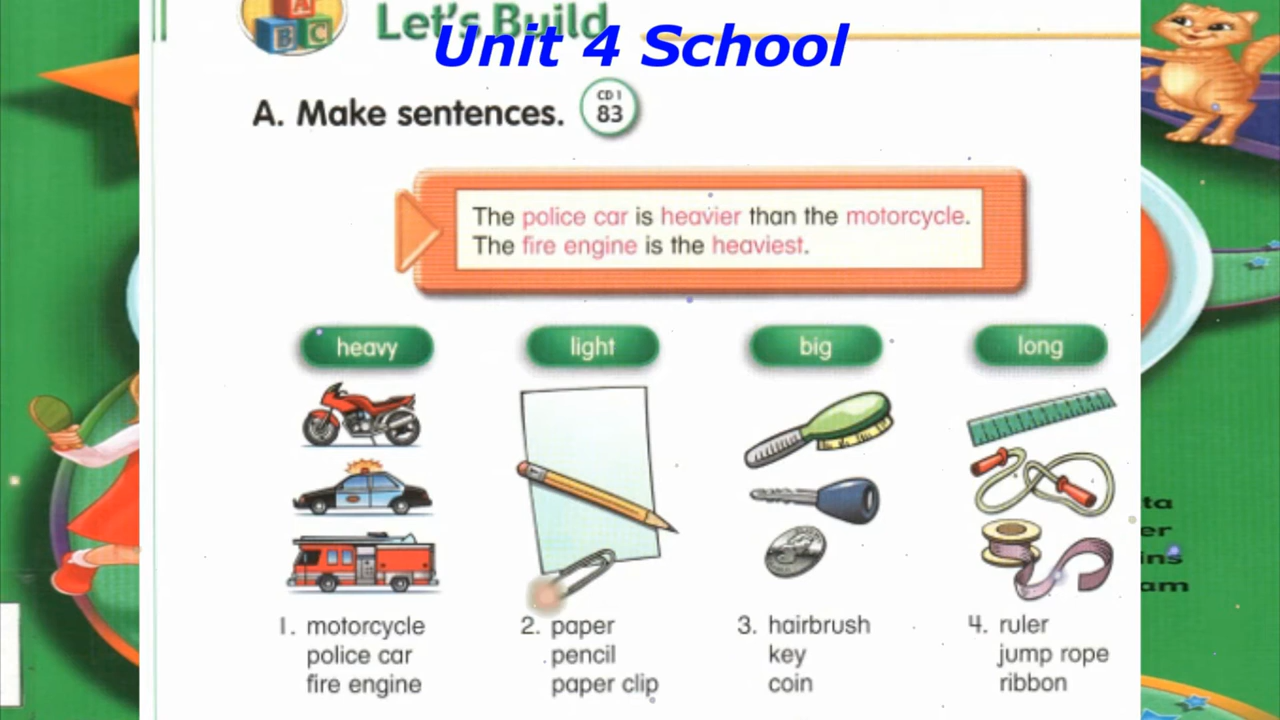 Let's Build
Unit 4 School
A. Make sentences.
CD 1
83
The police car is heavier than the motorcycle.
The fire engine is the heaviest.
heavy
light
big
long
1. motorcycle
police car
fire engine
2. paper
pencil
paper clip
3. hairbrush
key
coin
4. ruler
jump rope
ribbon
A
B C